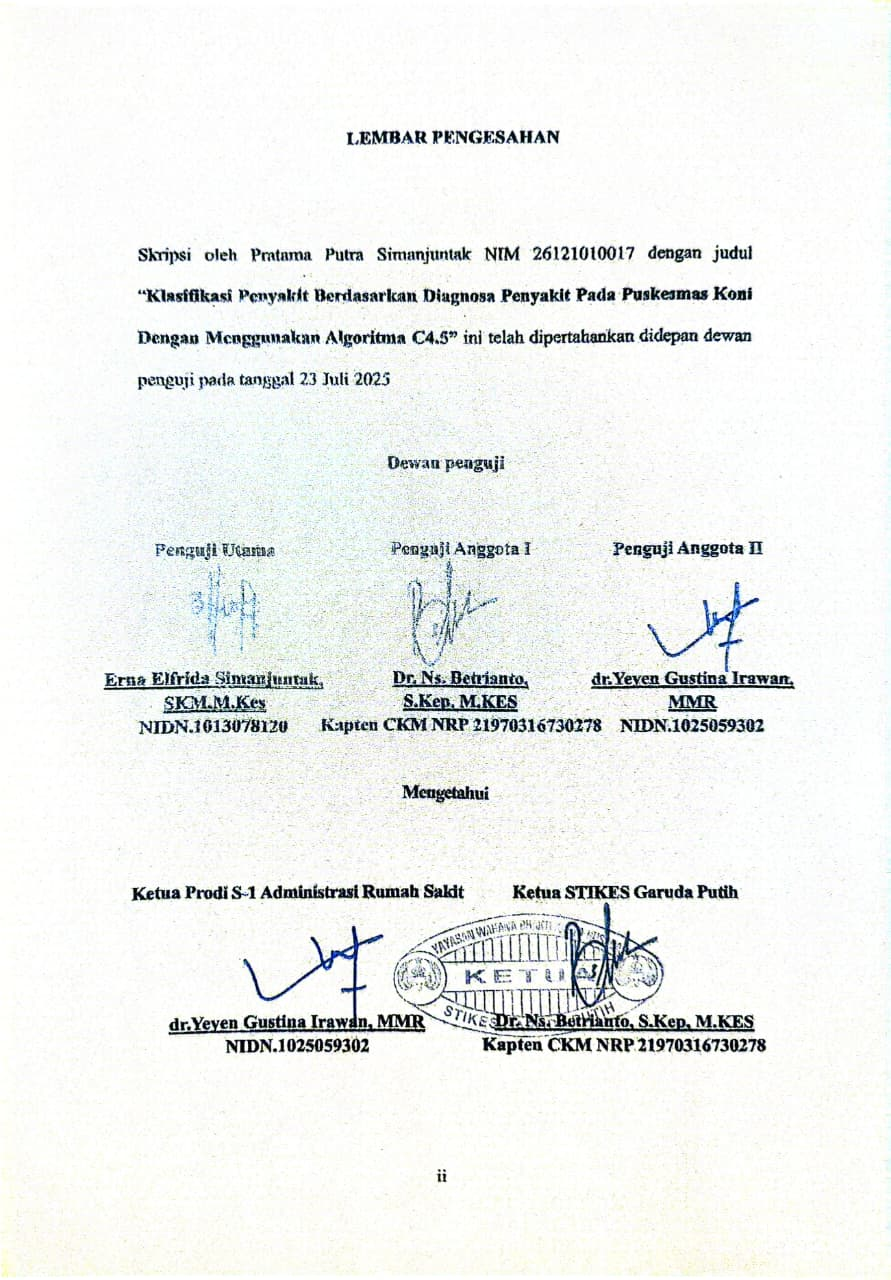 LEMBAR PENGESAHAN
Skripsi oleh Pratama Putra Simanjuntak NIM 26121010017 dengan judul
“Klasifikasi Penyakit Berdasarkan Diagnosa Penyakit Pada Puskesmas Koni
Dengan Menggunakan Algoritma C4.5” ini telah dipertahankan didepan dewan
penguji pada tanggal 23 Juli 2025
Dewan penguji
Penguji Utama Penguji Anggota I Penguji Anggota II
Erna Elfrida Simanjuntak, Dr. Ns. Betrianto, dr.Yeven Gustina Irawan,
SKM.M.Kes S.Kep, M.KES MMR
NIDN.1013078120 Kapten CKM NRP 21970316730278 NIDN.1025059302
Mengetahui
Ketua Prodi S-1 Administrasi Rumah Sakit Ketua STIKES Garuda Putih
YAYASAN WAHANA
KETUA
STIKES PUTIH
dr.Yeven Gustina Irawan, MMR Dr. Ns. Betrianto, S.Kep, M.KES
NIDN.1025059302 Kapten CKM NRP 21970316730278
ii